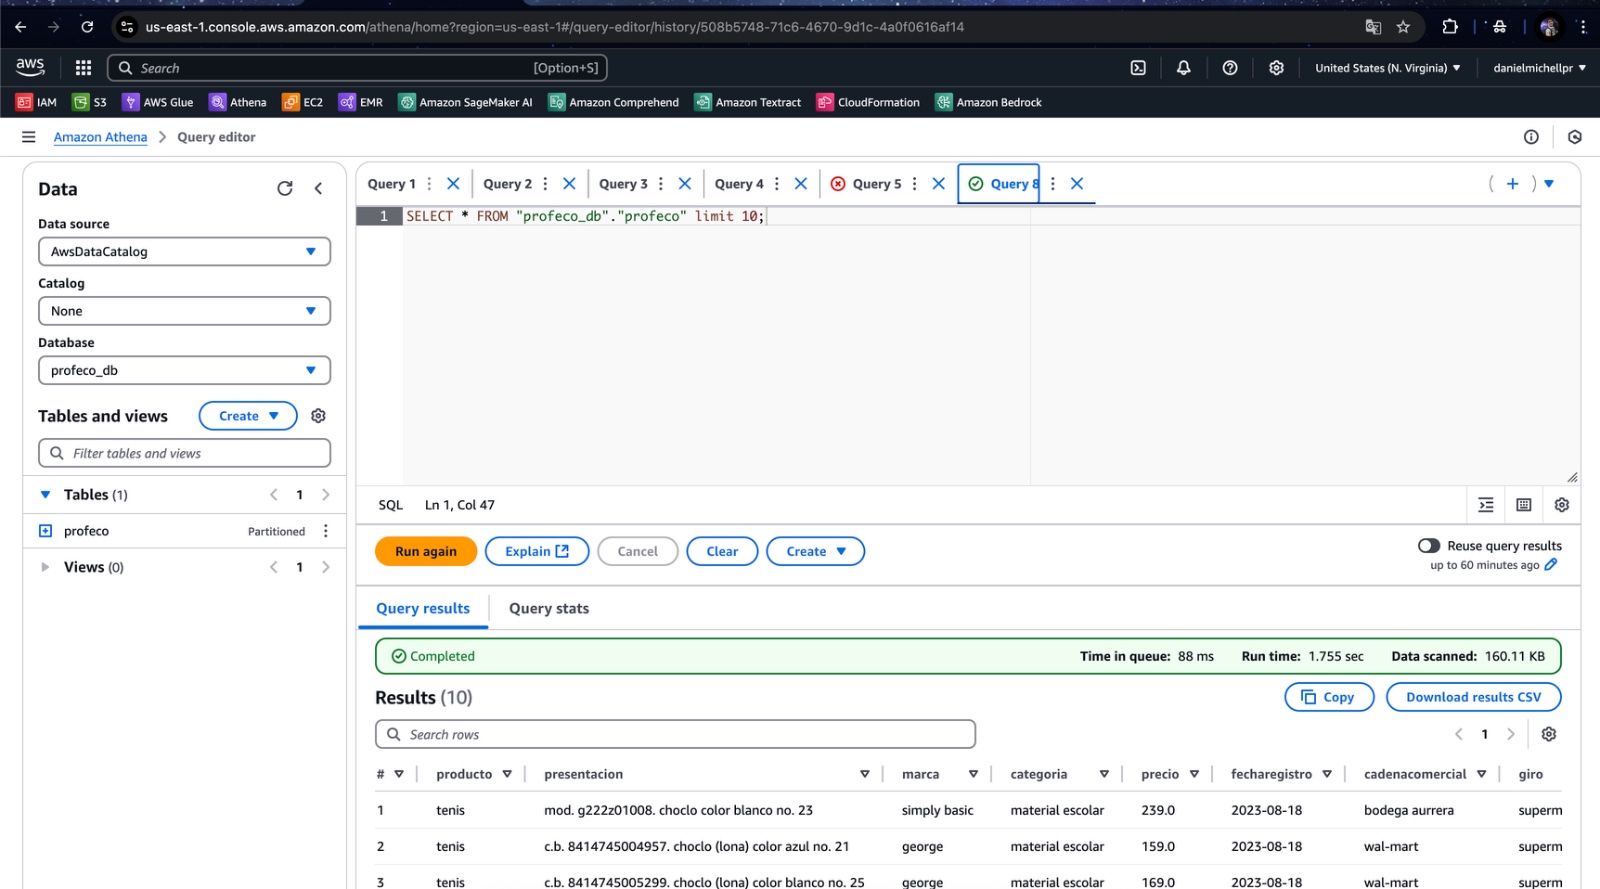 us-east-1.console.aws.amazon.com/athena/home?region=us-east-1#/query-editor/history/508b5748-71c6-4670-9d1c-4a0f0616af14
aws Search [Option+S] United States (N. Virginia) danielmichellpr
IAM S3 AWS Glue Athena EC2 EMR Amazon SageMaker AI Amazon Comprehend Amazon Textract CloudFormation Amazon Bedrock
Amazon Athena Query editor
Data
Data source
AwsDataCatalog
Catalog
None
Database
profeco_db
Tables and views Create
Filter tables and views
Tables (1) 1
profeco Partitioned
Views (0) 1
Query 1 Query 2 Query 3 Query 4 Query 5 Query 8
1 SELECT * FROM "profeco_db"."profeco" limit 10;
SQL Ln 1, Col 47
Run again Explain Cancel Clear Create
Reuse query results
up to 60 minutes ago
Query results Query stats
Completed Time in queue: 88 ms Run time: 1.755 sec Data scanned: 160.11 KB
Results (10) Copy Download results CSV
Search rows 1
# producto presentacion marca categoria precio fecharegistro cadenacomercial giro
1 tenis mod. g222z01008. choclo color blanco no. 23 simply basic material escolar 239.0 2023-08-18 bodega aurrera superm
2 tenis c.b. 8414745004957. choclo (lona) color azul no. 21 george material escolar 159.0 2023-08-18 wal-mart superm
3 tenis c.b. 8414745005299. choclo (lona) color blanco no. 25 george material escolar 169.0 2023-08-18 wal-mart superm